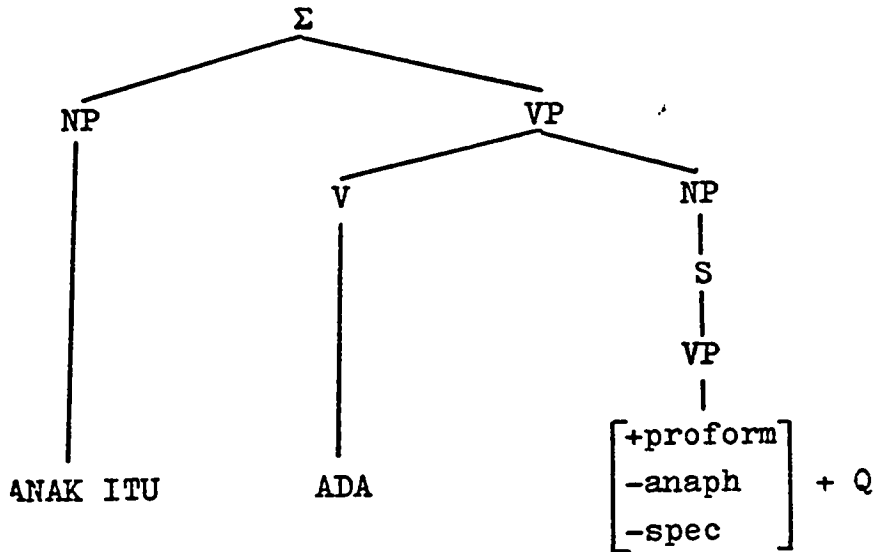 Σ
NP VP
V NP
S
VP
ANAK ITU ADA [+proform -anaph -spec] + Q